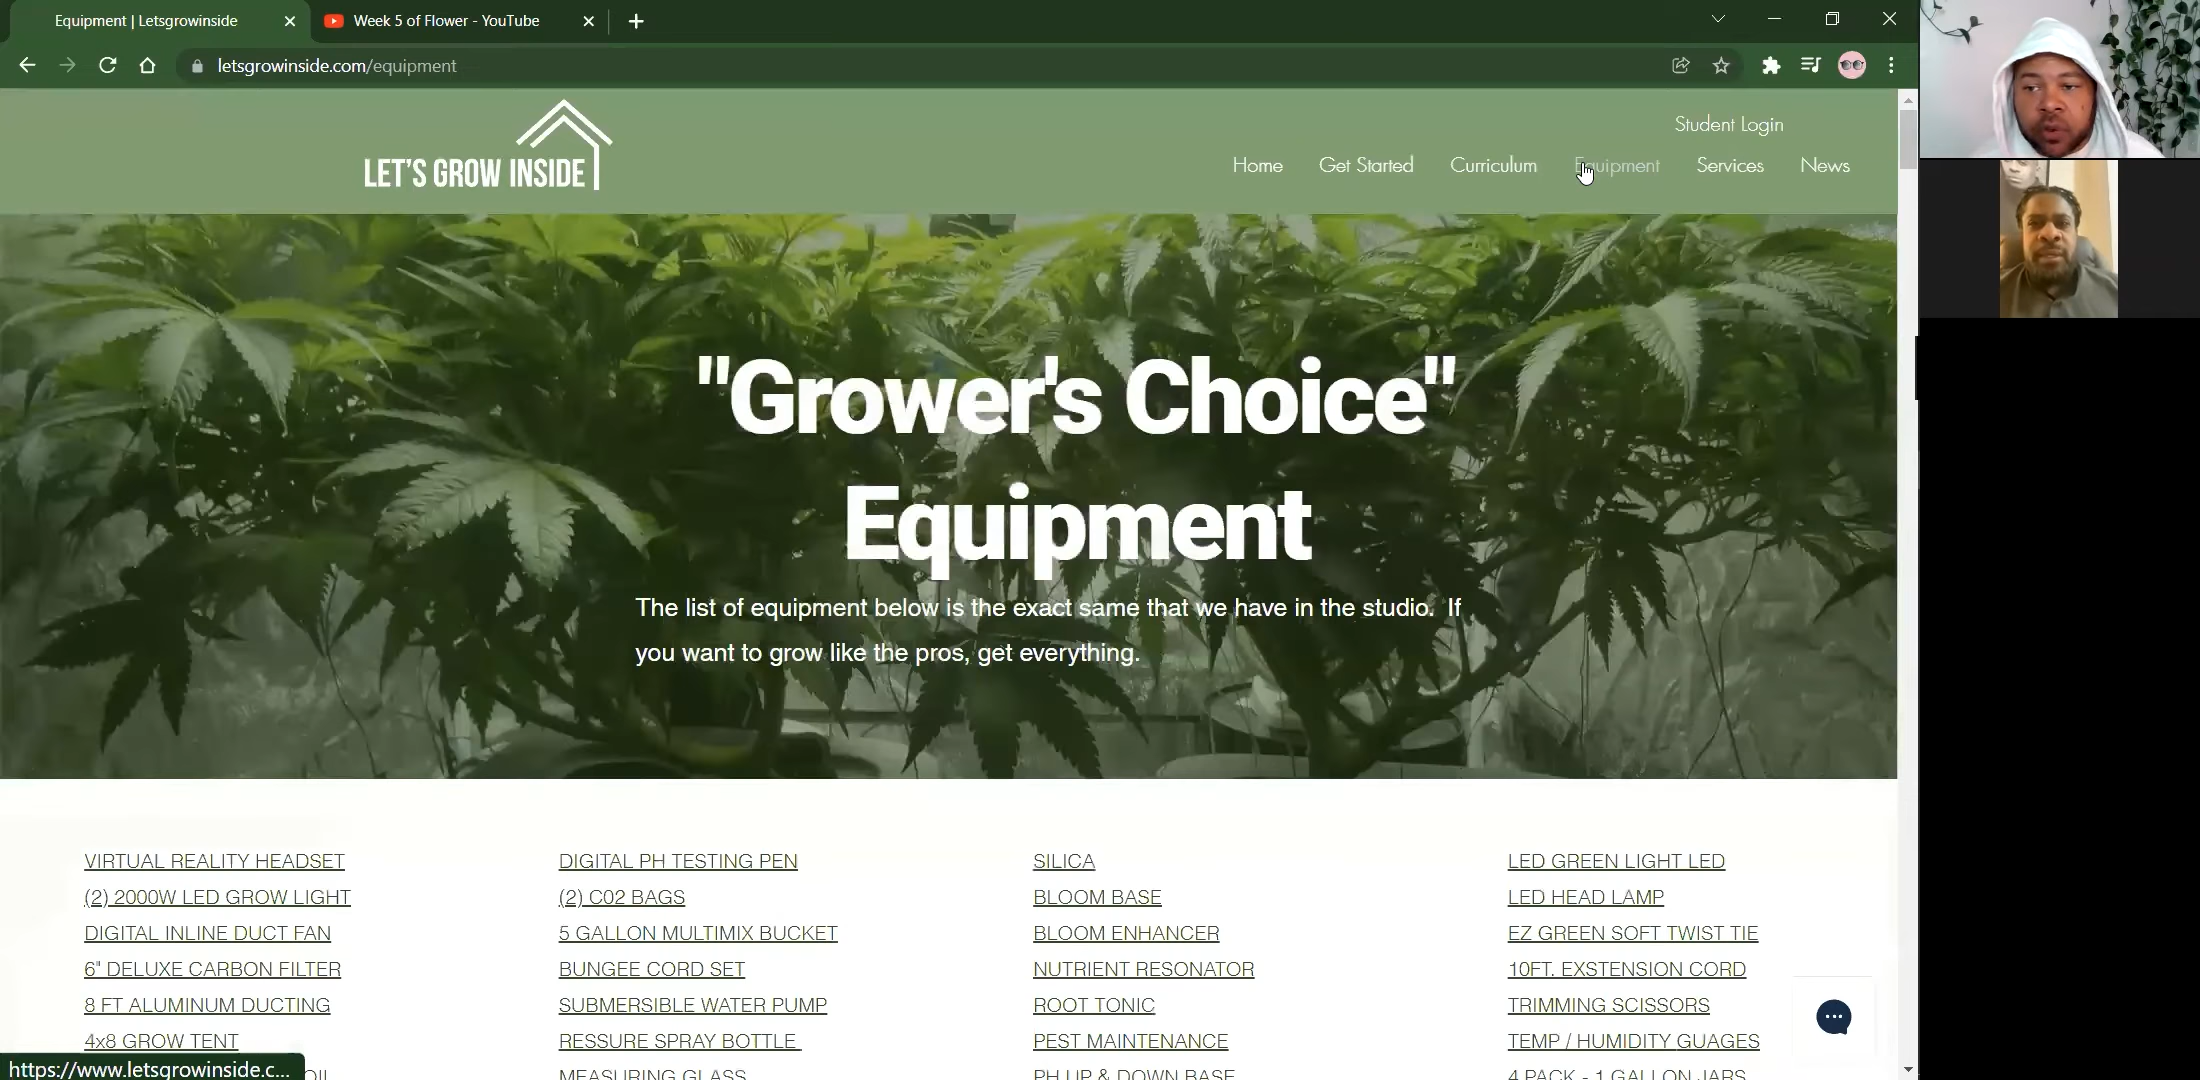 Equipment | Letsgrowinside
Week 5 of Flower - YouTube
letsgrowinside.com/equipment
LET'S GROW INSIDE
Student Login
Home Get Started Curriculum Equipment Services News
"Grower's Choice"
Equipment
The list of equipment below is the exact same that we have in the studio. If
you want to grow like the pros, get everything.
VIRTUAL REALITY HEADSET
(2) 2000W LED GROW LIGHT
DIGITAL INLINE DUCT FAN
6" DELUXE CARBON FILTER
8 FT ALUMINUM DUCTING
4x8 GROW TENT
OIL
DIGITAL PH TESTING PEN
(2) C02 BAGS
5 GALLON MULTIMIX BUCKET
BUNGEE CORD SET
SUBMERSIBLE WATER PUMP
RESSURE SPRAY BOTTLE
MEASURING GLASS
SILICA
BLOOM BASE
BLOOM ENHANCER
NUTRIENT RESONATOR
ROOT TONIC
PEST MAINTENANCE
PH UP & DOWN BASE
LED GREEN LIGHT LED
LED HEAD LAMP
EZ GREEN SOFT TWIST TIE
10FT. EXSTENSION CORD
TRIMMING SCISSORS
TEMP / HUMIDITY GUAGES
4 PACK - 1 GALLON JARS
https://www.letsgrowinside.c...